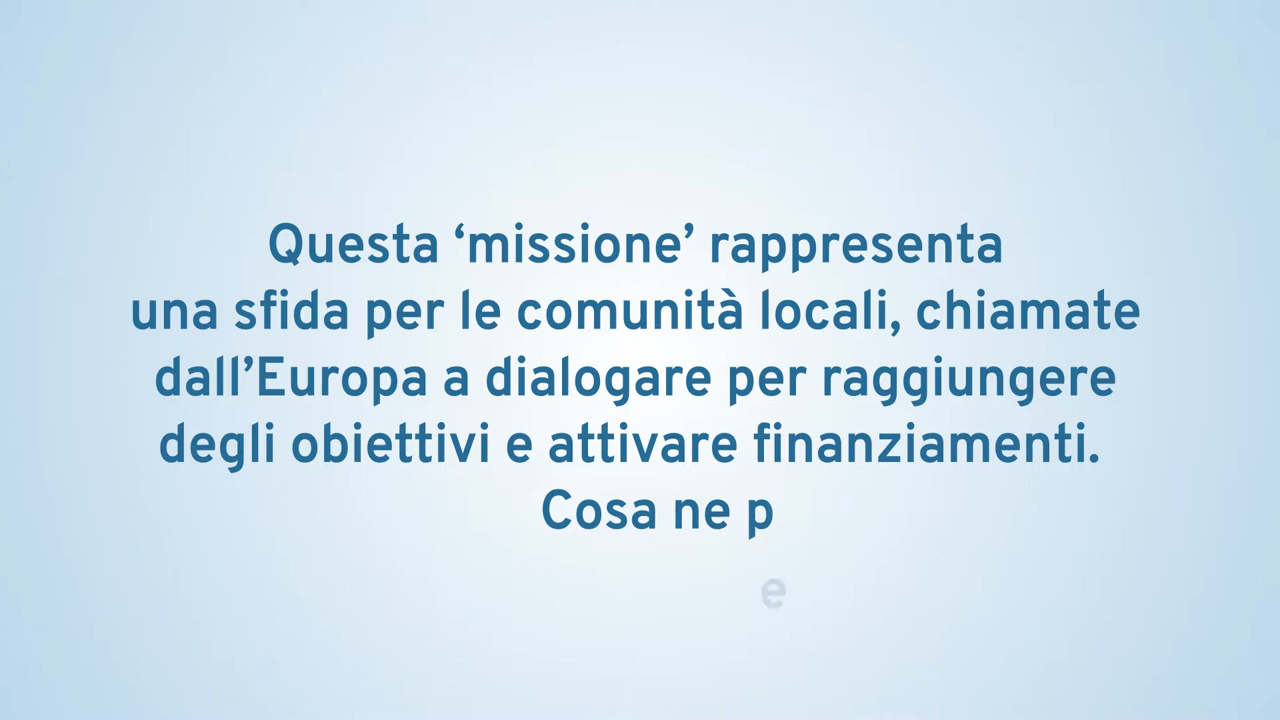 Questa ‘missione’ rappresenta
una sfida per le comunità locali, chiamate
dall’Europa a dialogare per raggiungere
degli obiettivi e attivare finanziamenti.
Cosa ne p
e